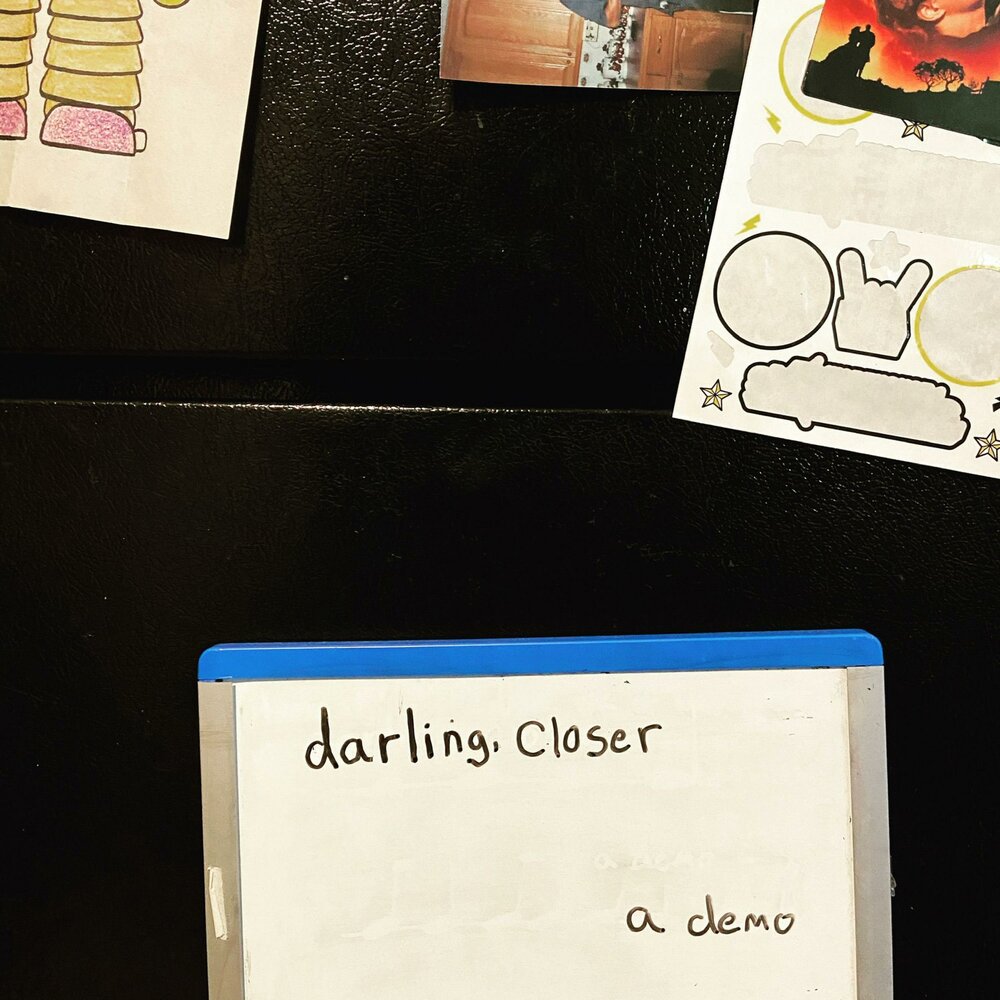 darling, Closer
a demo